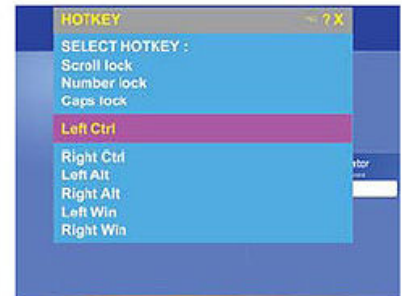 HOTKEY ? X
SELECT HOTKEY :
Scroll lock
Number lock
Caps lock
Left Ctrl
Right Ctrl
Left Alt
Right Alt
Left Win
Right Win